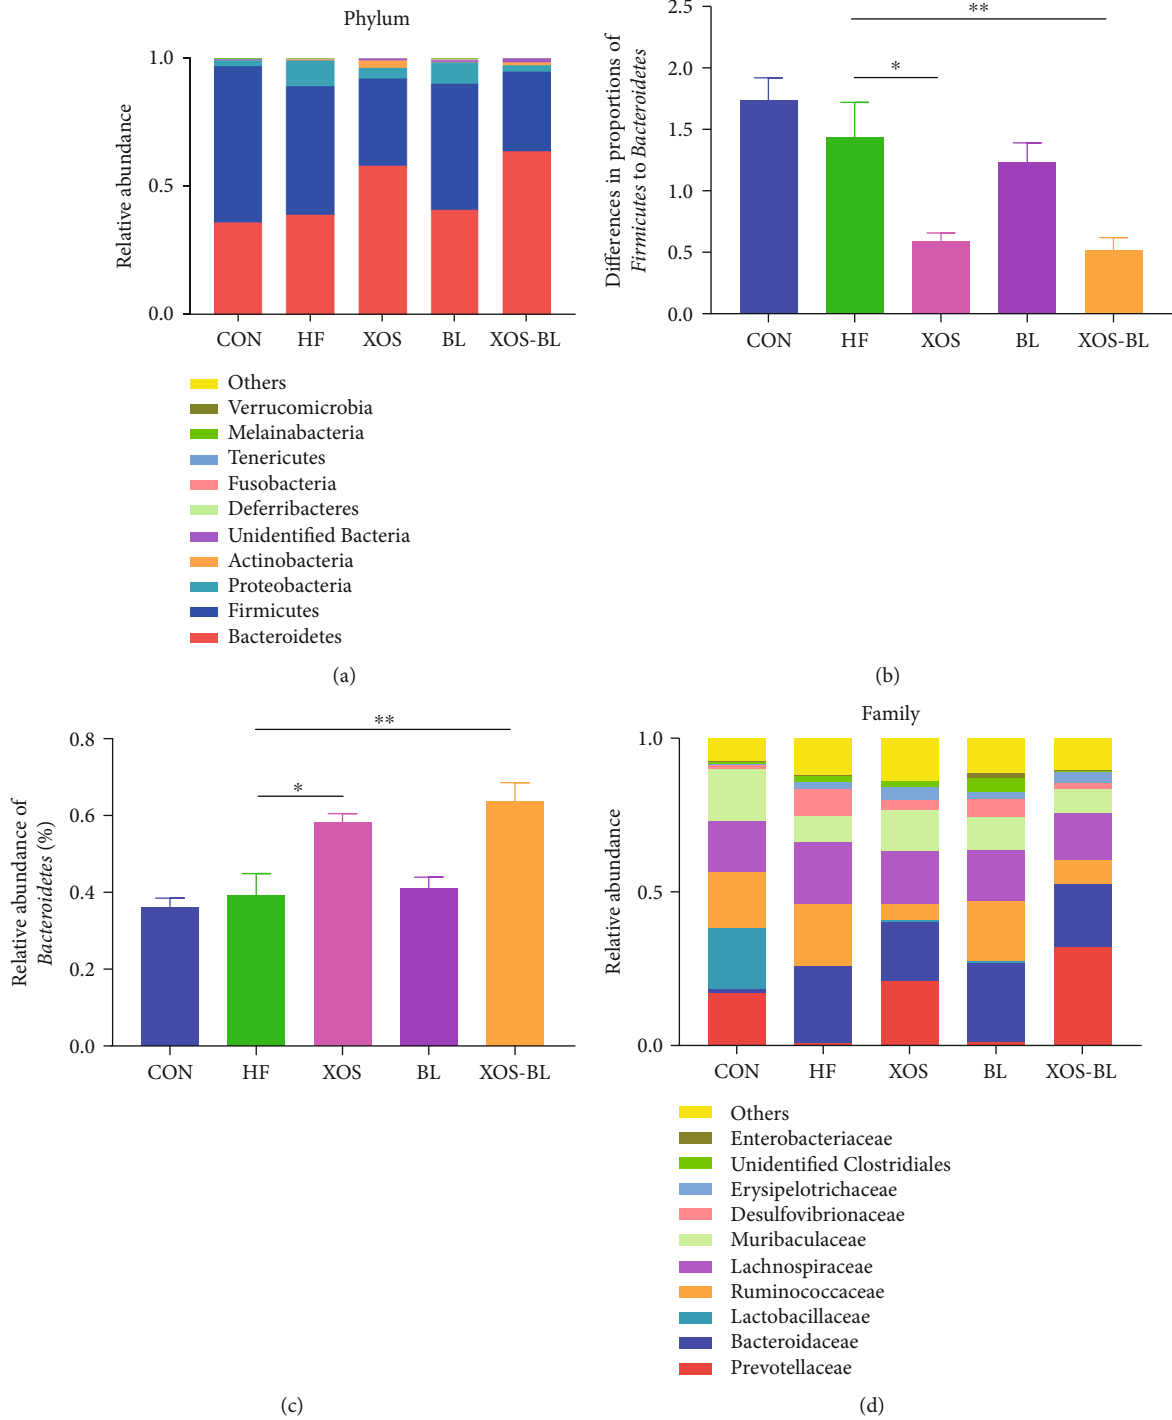 Phylum
Relative abundance
1.0
0.5
0.0
CON HF XOS BL XOS-BL
Others
Verrucomicrobia
Melainabacteria
Tenericutes
Fusobacteria
Deferribacteres
Unidentified Bacteria
Actinobacteria
Proteobacteria
Firmicutes
Bacteroidetes
(a)
Differences in proportions of
Firmicutes to Bacteroidetes
2.5
2.0
1.5
1.0
0.5
0.0
**
*
CON HF XOS BL XOS-BL
(b)
Relative abundance of
Bacteroidetes (%)
0.8
0.6
0.4
0.2
0.0
**
*
CON HF XOS BL XOS-BL
(c)
Family
Relative abundance
1.0
0.5
0.0
CON HF XOS BL XOS-BL
Others
Enterobacteriaceae
Unidentified Clostridiales
Erysipelotrichaceae
Desulfovibrionaceae
Muribaculaceae
Lachnospiraceae
Ruminococcaceae
Lactobacillaceae
Bacteroidaceae
Prevotellaceae
(d)